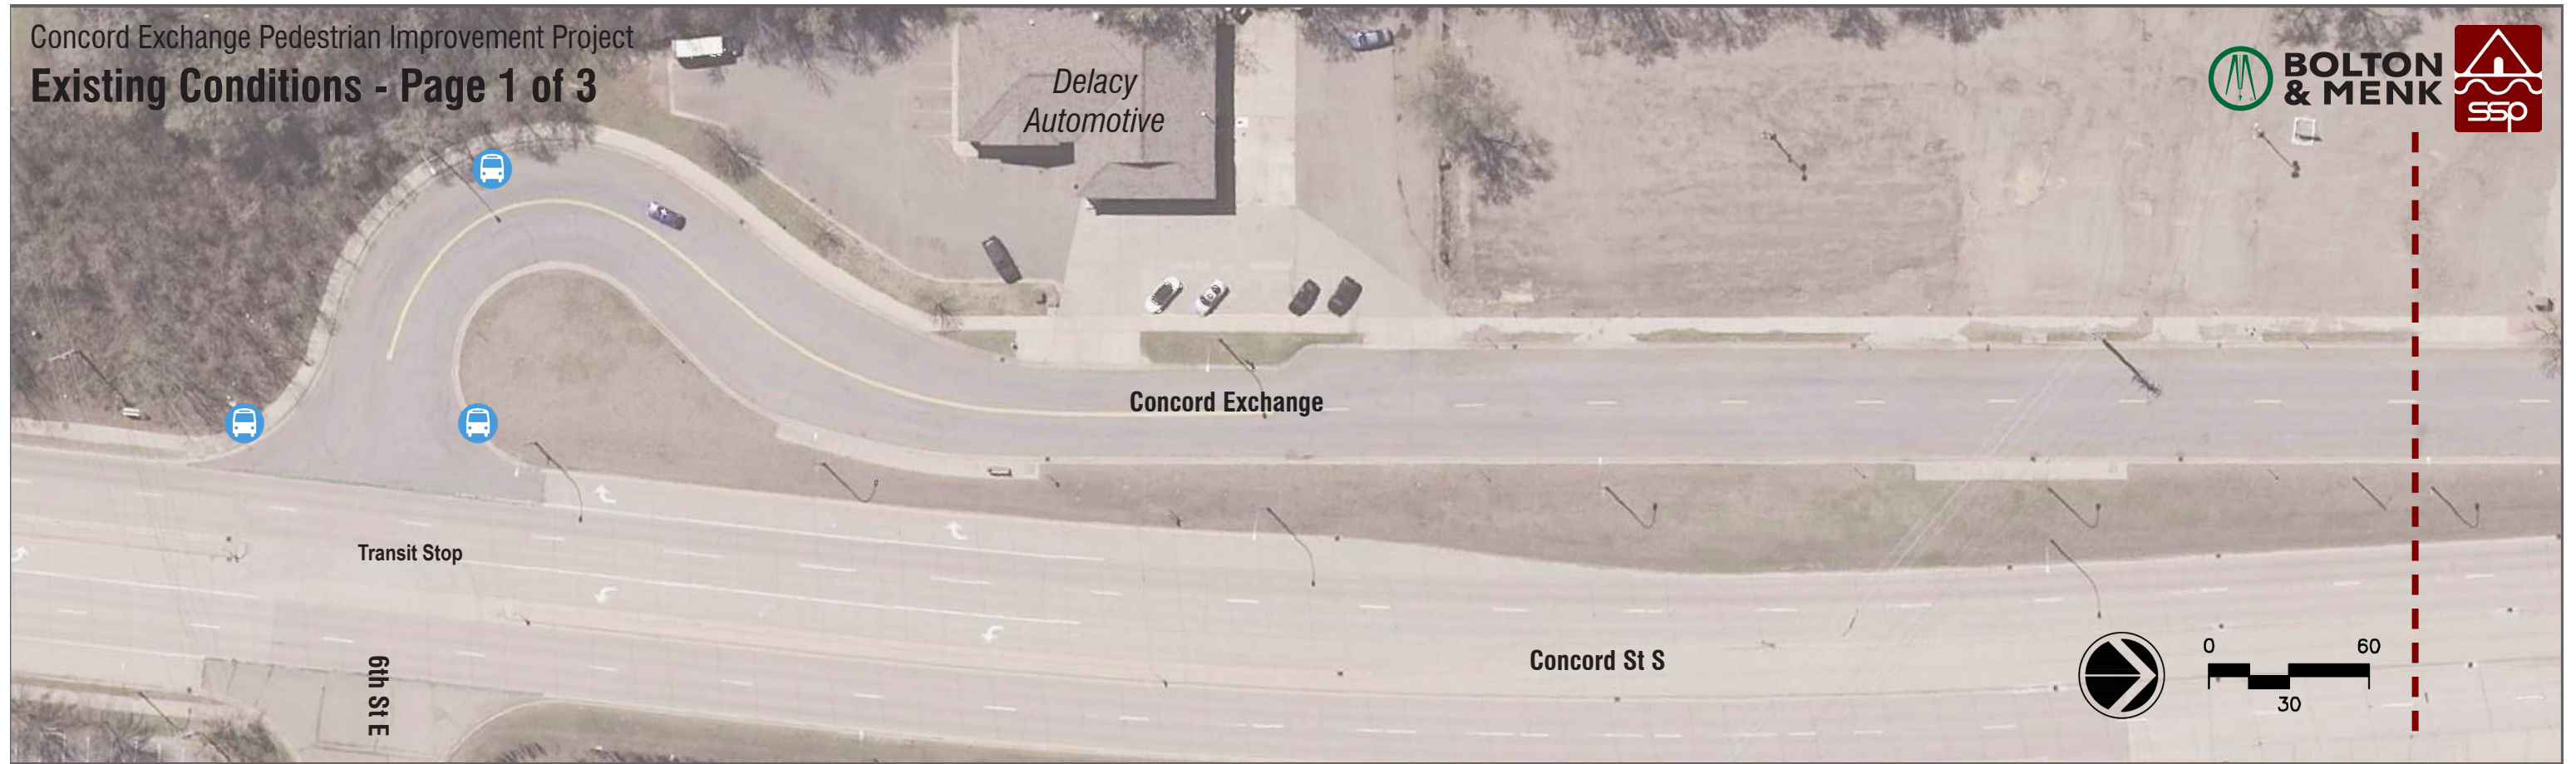 Concord Exchange Pedestrian Improvement Project
Existing Conditions - Page 1 of 3
Delacy
Automotive
BOLTON
& MENK
ssp
Concord Exchange
Transit Stop
6th St E
Concord St S
0 60
30